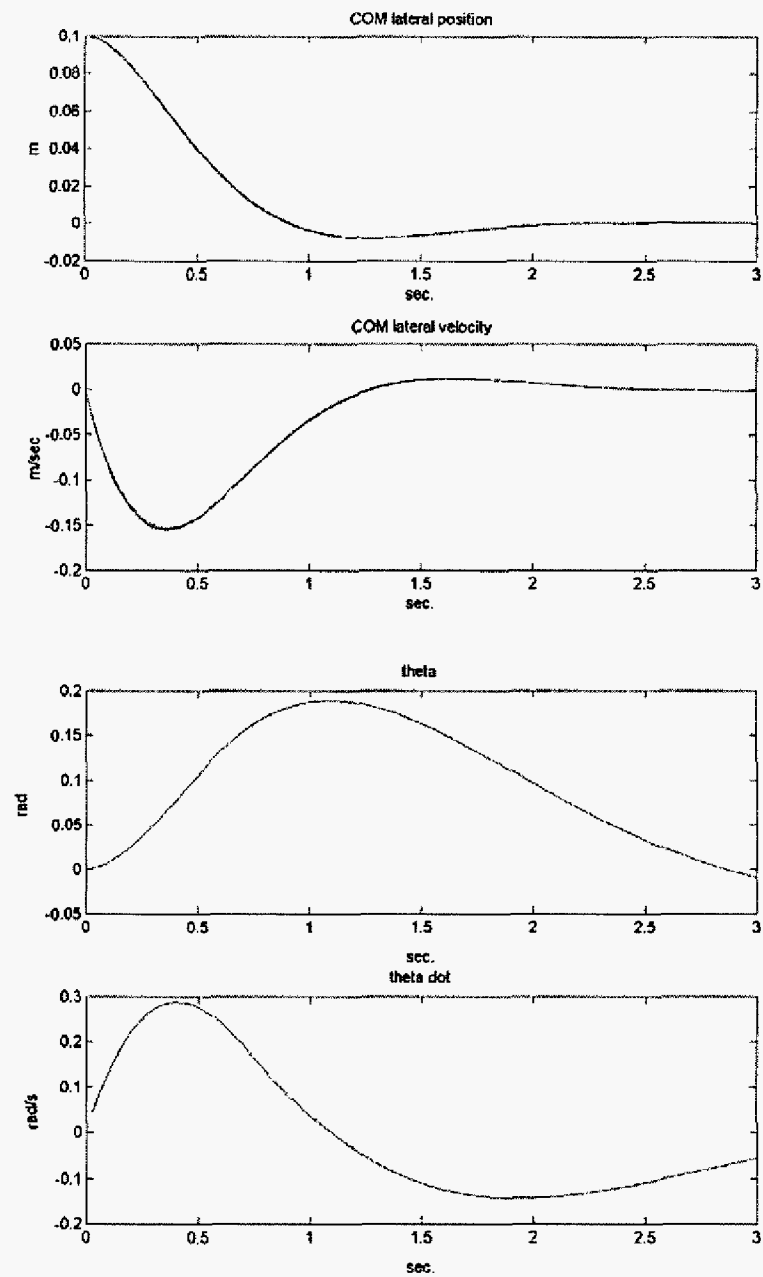 COM lateral position
0.1
0.08
0.06
0.04
0.02
0
-0.02
m
0 0.5 1 1.5 2 2.5 3
sec.
COM lateral velocity
0.05
0
-0.05
-0.1
-0.15
-0.2
m/sec
0 0.5 1 1.5 2 2.5 3
sec.
theta
0.2
0.15
0.1
0.05
0
-0.05
rad
0 0.5 1 1.5 2 2.5 3
sec.
theta dot
0.3
0.2
0.1
0
-0.1
-0.2
rad/s
0 0.5 1 1.5 2 2.5 3
sec.